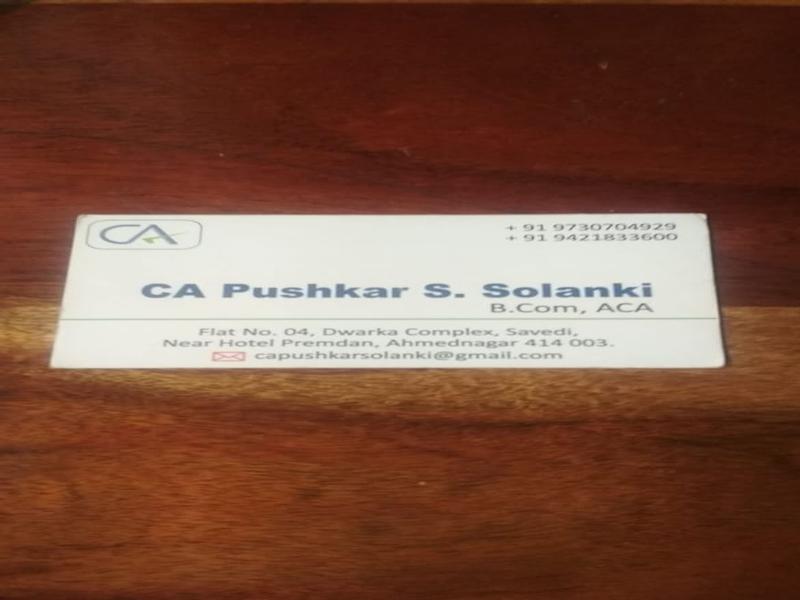 CA
+ 91 9730704929
+ 91 9421833600
CA Pushkar S. Solanki
B.Com, ACA
Flat No. 04, Dwarka Complex, Savedi,
Near Hotel Premdan, Ahmednagar 414 003.
capushkarsolanki@gmail.com